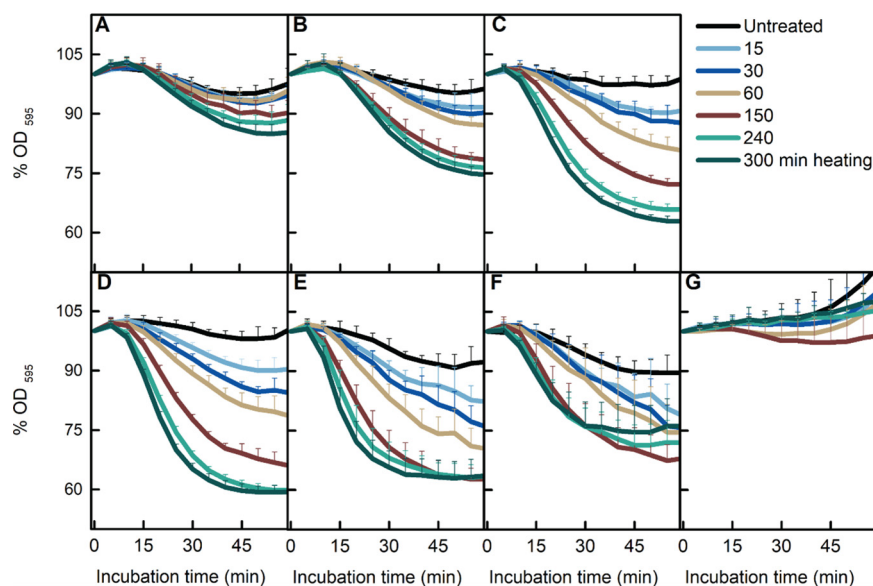 A
B
C
Untreated
15
30
60
150
240
300 min heating
105
90
75
60
% OD 595
D
E
F
G
105
90
75
60
% OD 595
0 15 30 45 0 15 30 45 0 15 30 45 0 15 30 45
Incubation time (min) Incubation time (min) Incubation time (min) Incubation time (min)